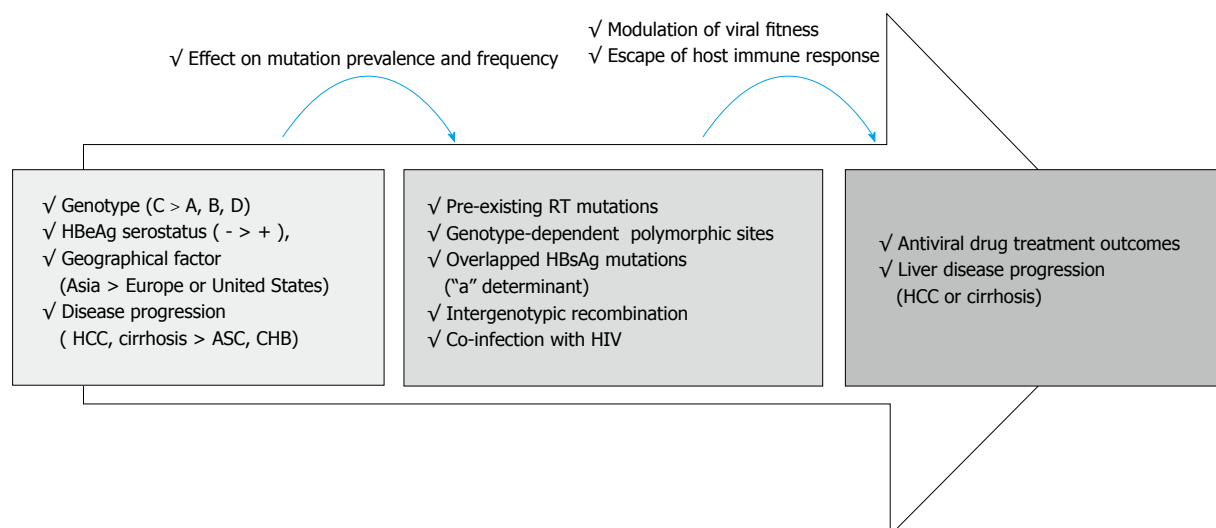 √ Effect on mutation prevalence and frequency
√ Modulation of viral fitness
√ Escape of host immune response
√ Genotype (C > A, B, D)
√ HBeAg serostatus ( - > + ),
√ Geographical factor
(Asia > Europe or United States)
√ Disease progression
( HCC, cirrhosis > ASC, CHB)
√ Pre-existing RT mutations
√ Genotype-dependent polymorphic sites
√ Overlapped HBsAg mutations
(“a” determinant)
√ Intergenotypic recombination
√ Co-infection with HIV
√ Antiviral drug treatment outcomes
√ Liver disease progression
(HCC or cirrhosis)